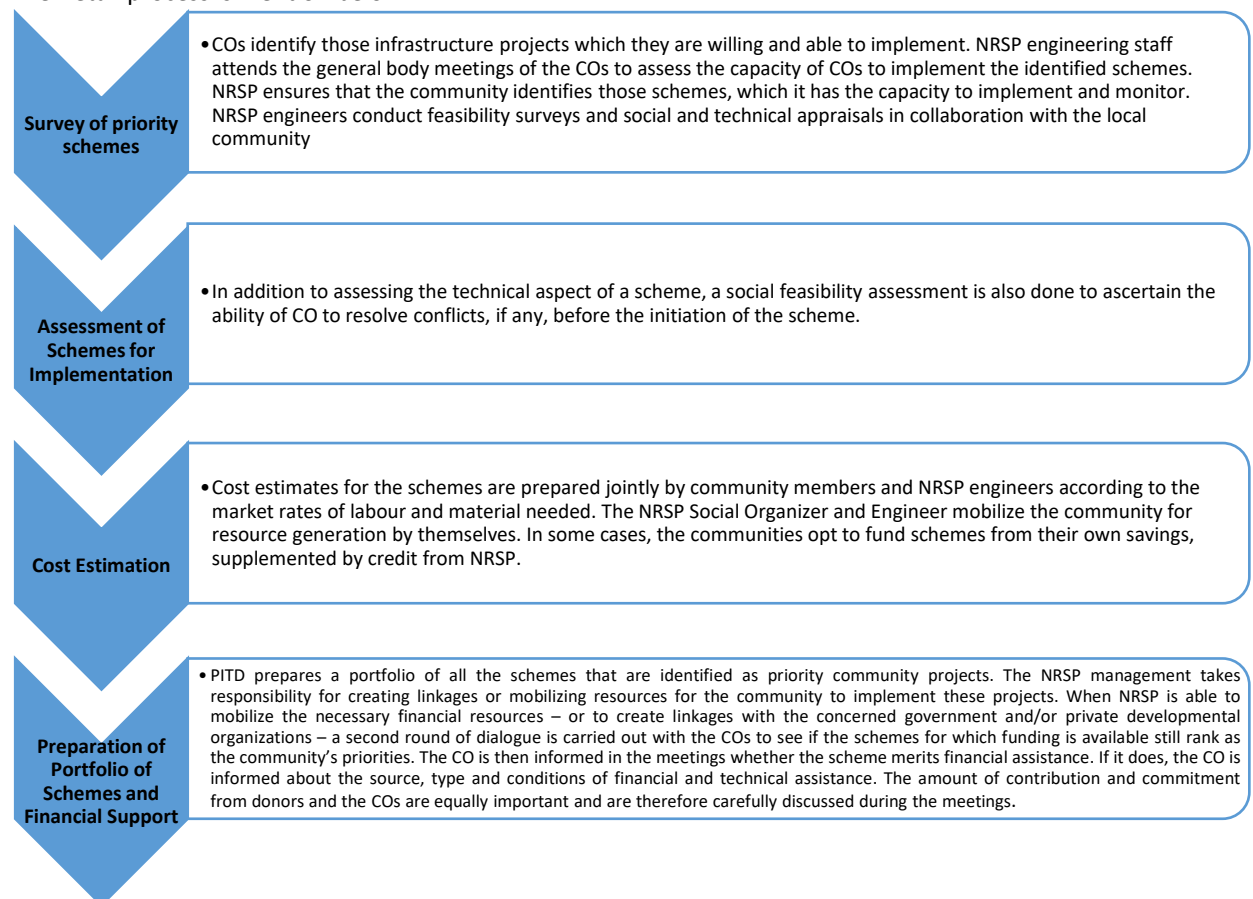 Survey of priority
schemes
•COs identify those infrastructure projects which they are willing and able to implement. NRSP engineering staff
attends the general body meetings of the COs to assess the capacity of COs to implement the identified schemes.
NRSP ensures that the community identifies those schemes, which it has the capacity to implement and monitor.
NRSP engineers conduct feasibility surveys and social and technical appraisals in collaboration with the local
community
Assessment of
Schemes for
Implementation
•In addition to assessing the technical aspect of a scheme, a social feasibility assessment is also done to ascertain the
ability of CO to resolve conflicts, if any, before the initiation of the scheme.
Cost Estimation
•Cost estimates for the schemes are prepared jointly by community members and NRSP engineers according to the
market rates of labour and material needed. The NRSP Social Organizer and Engineer mobilize the community for
resource generation by themselves. In some cases, the communities opt to fund schemes from their own savings,
supplemented by credit from NRSP.
Preparation of
Portfolio of
Schemes and
Financial Support
• PITD prepares a portfolio of all the schemes that are identified as priority community projects. The NRSP management takes
responsibility for creating linkages or mobilizing resources for the community to implement these projects. When NRSP is able to
mobilize the necessary financial resources – or to create linkages with the concerned government and/or private developmental
organizations – a second round of dialogue is carried out with the COs to see if the schemes for which funding is available still rank as
the community's priorities. The CO is then informed in the meetings whether the scheme merits financial assistance. If it does, the CO is
informed about the source, type and conditions of financial and technical assistance. The amount of contribution and commitment
from donors and the COs are equally important and are therefore carefully discussed during the meetings.